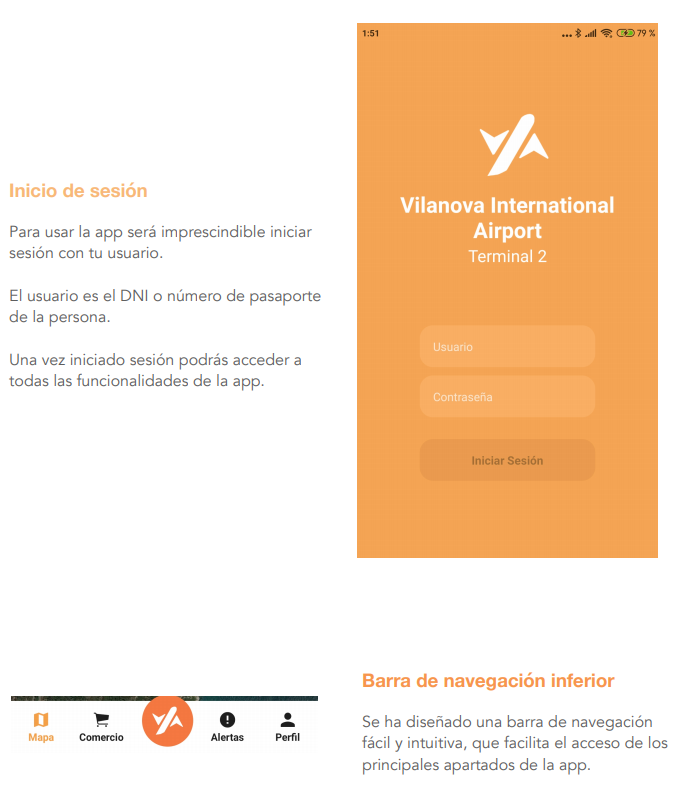 1:51
79 %
Vilanova International
Airport
Terminal 2
Inicio de sesión
Para usar la app será imprescindible iniciar
sesión con tu usuario.
El usuario es el DNI o número de pasaporte
de la persona.
Una vez iniciado sesión podrás acceder a
todas las funcionalidades de la app.
Usuario
Contraseña
Iniciar Sesión
Barra de navegación inferior
Se ha diseñado una barra de navegación
fácil y intuitiva, que facilita el acceso de los
principales apartados de la app.
Mapa
Comercio
Alertas
Perfil